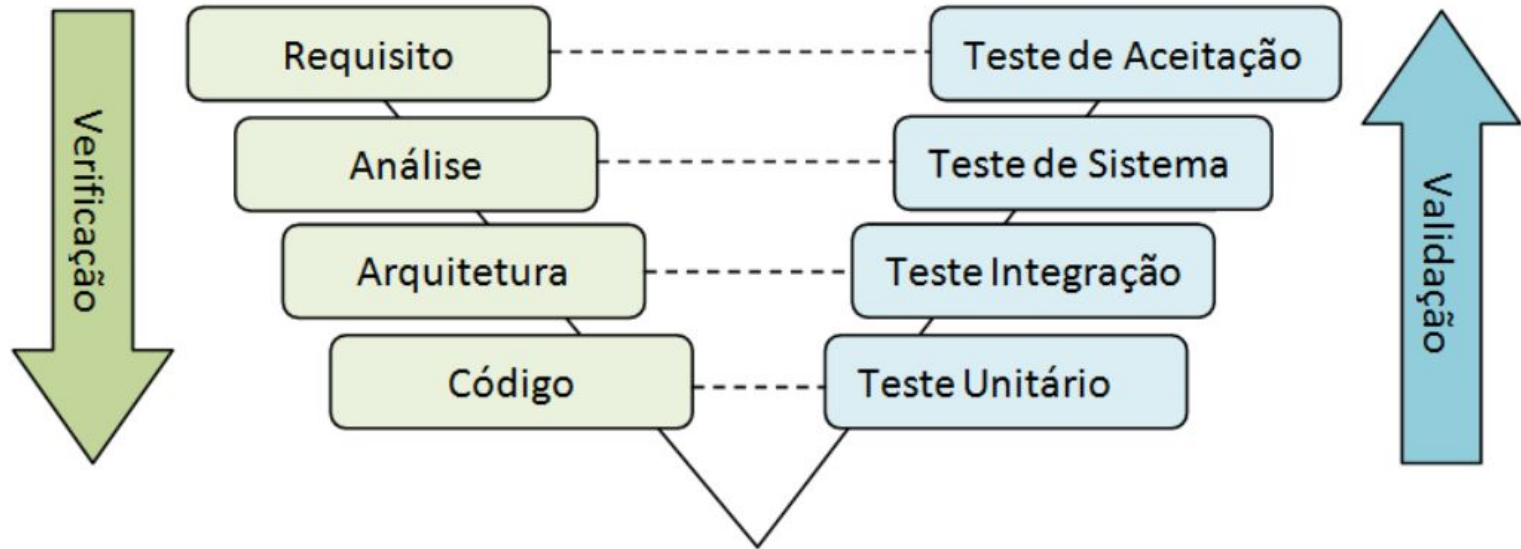 Verificação
Requisito
Teste de Aceitação
Análise
Teste de Sistema
Arquitetura
Teste Integração
Código
Teste Unitário
Validação